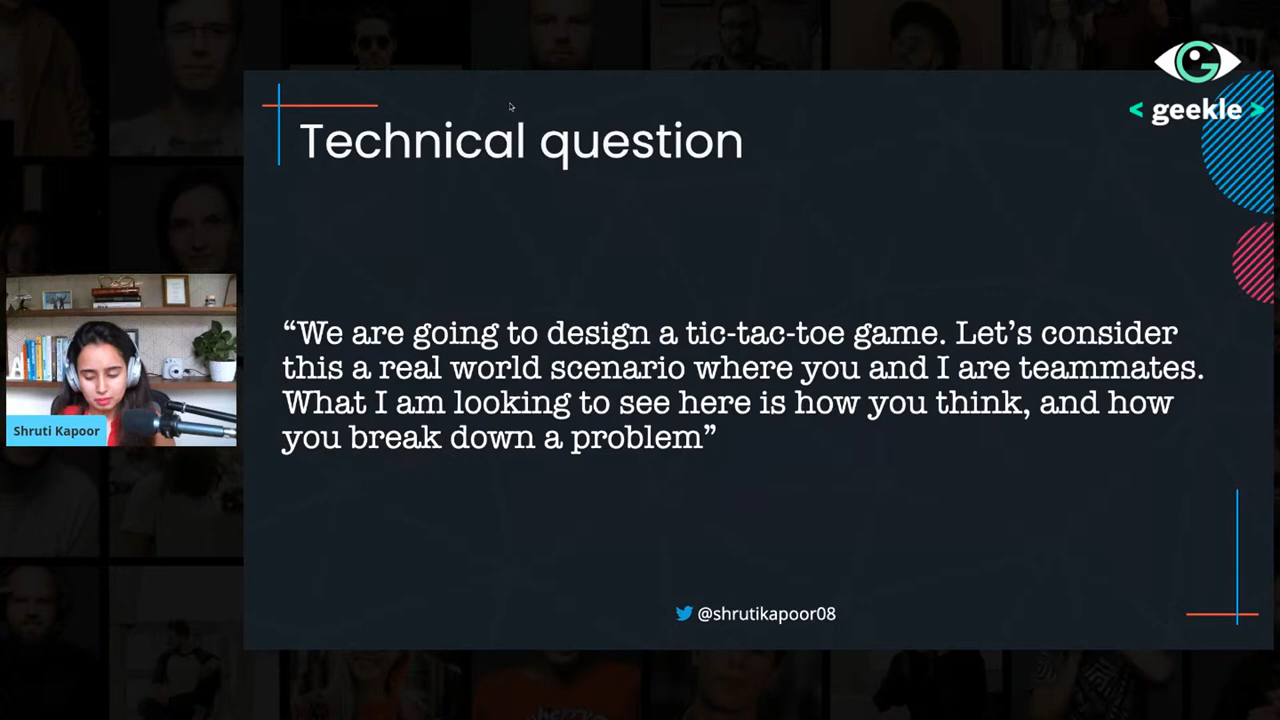 < geekle >
Technical question
“We are going to design a tic-tac-toe game. Let’s consider
this a real world scenario where you and I are teammates.
What I am looking to see here is how you think, and how
you break down a problem”
Shruti Kapoor
@shrutikapoor08